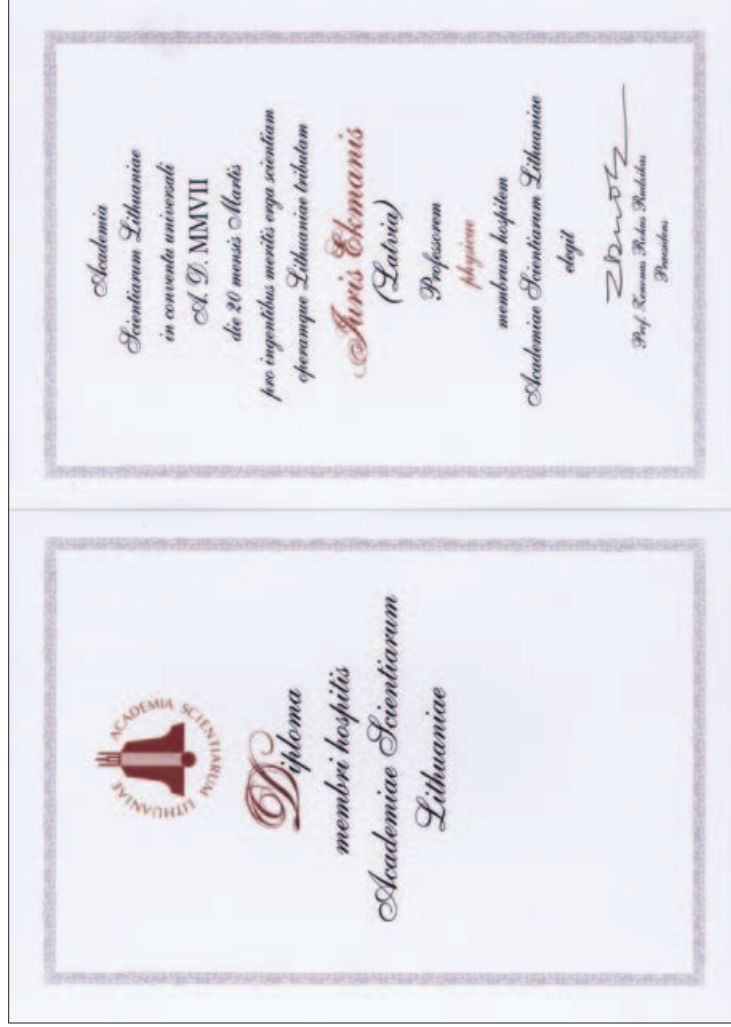 ACADEMIA SCIENTIARUM LITHUANIAE
Diploma
membri hospitis
Academiae Scientiarum
Lithuaniae
Academia
Scientiarum Lithuaniae
in conventu universali
A. D. MMVII
die 20 mensis Martis
pro ingentibus meritis erga scientiam
operamque Lithuaniae tributam
Juris Ekmanis
(Latvia)
Professorem
physicae
membrum hospitem
Academiae Scientiarum Lithuaniae
elegit
Prof. Zenonas Rokus Rudzikas
Praesidens